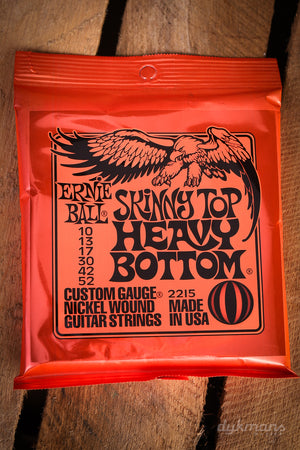 ERNIE
BALL®
SKINNY TOP
HEAVY
BOTTOM®
10
13
17
30
42
52
CUSTOM GAUGE® 2215
NICKEL WOUND MADE
GUITAR STRINGS IN USA
dykmans